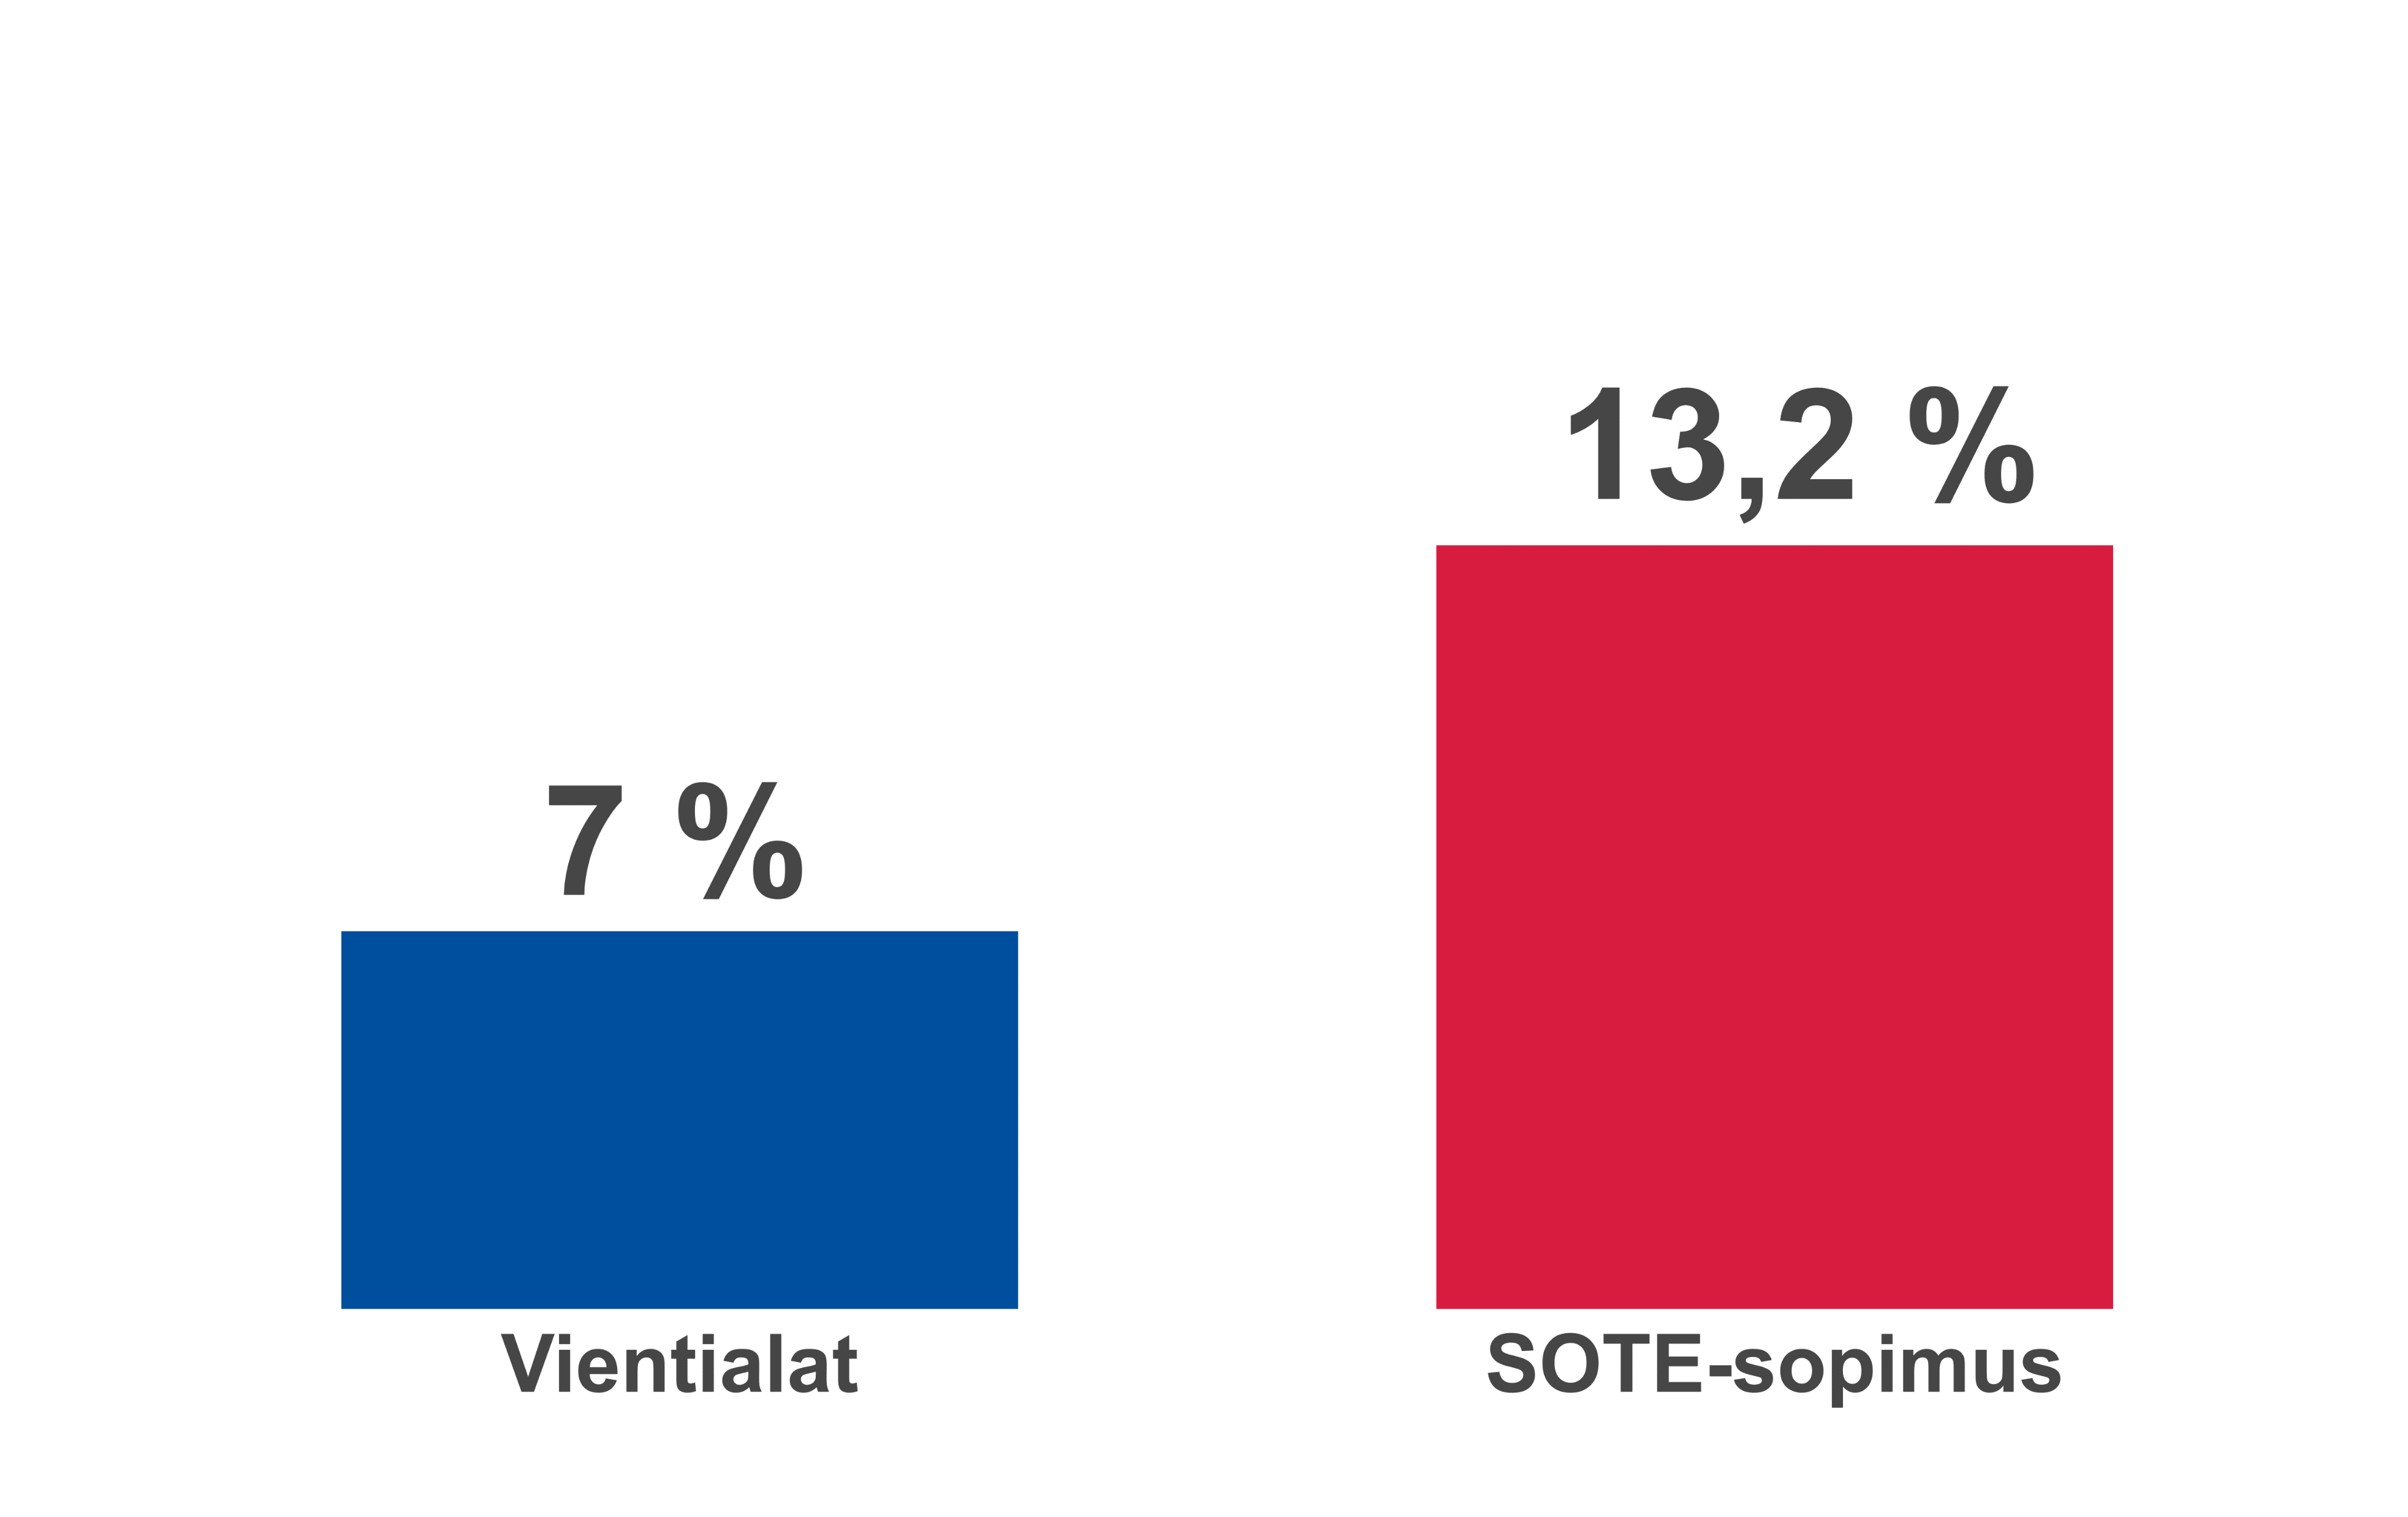 13,2 %
7 %
Vientialat
SOTE-sopimus